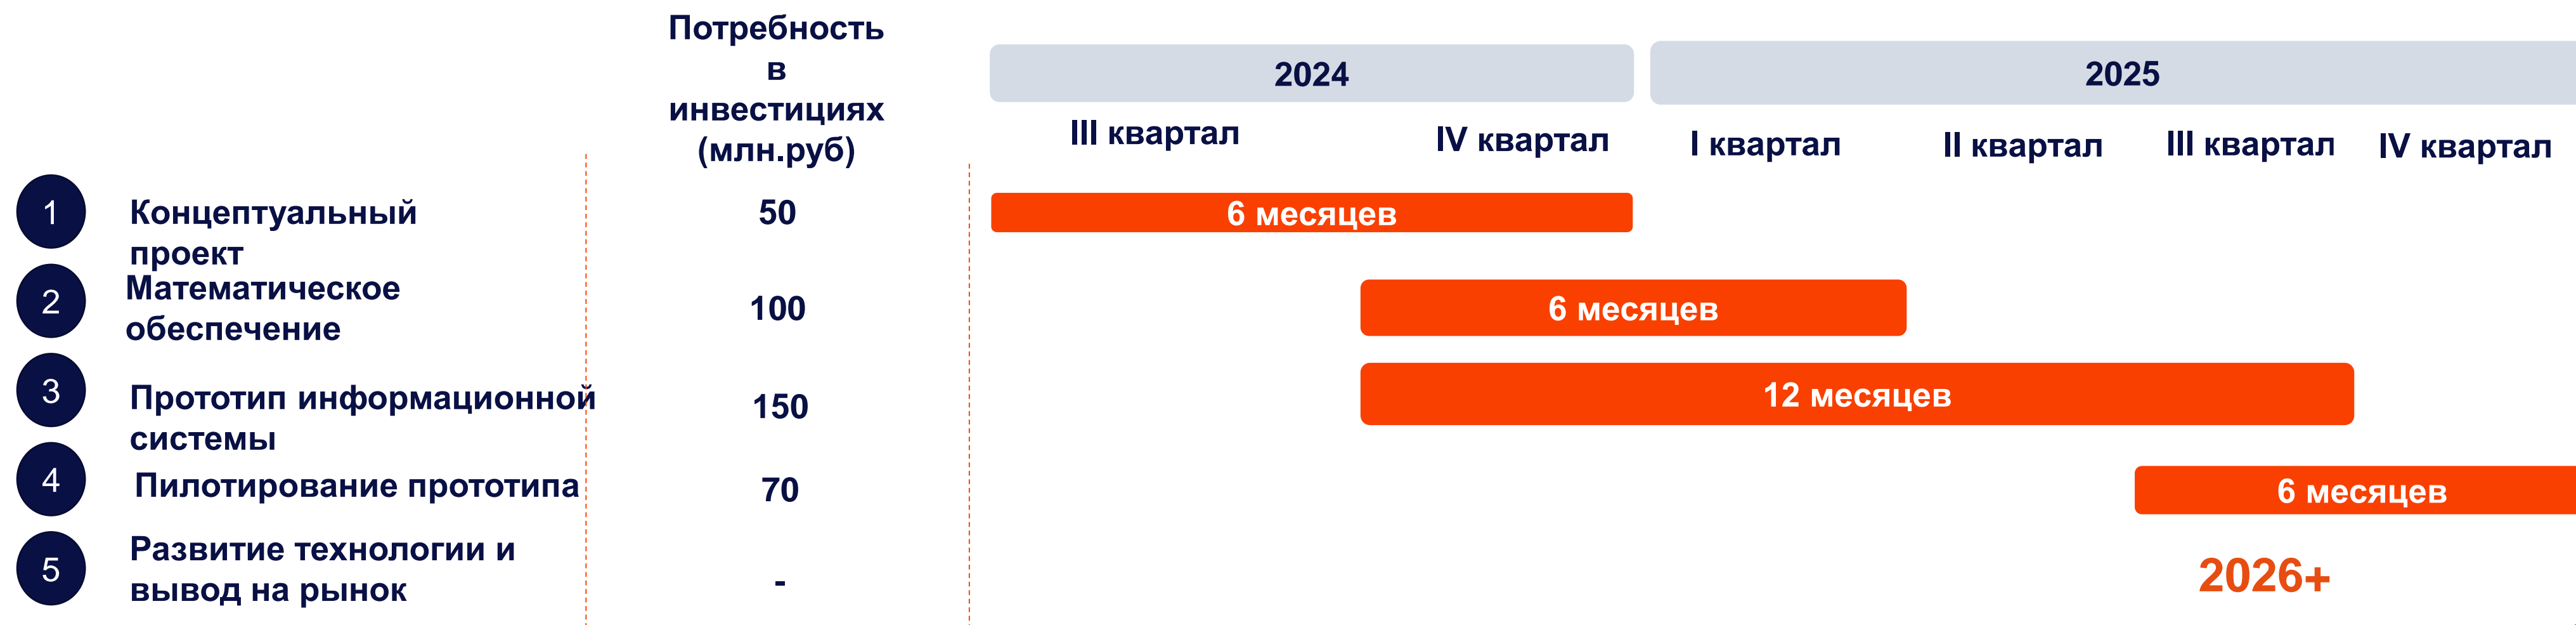 Потребность
в
инвестициях
(млн.руб)
2024
2025
III квартал
IV квартал
I квартал
II квартал
III квартал
IV квартал
1
Концептуальный
проект
50
6 месяцев
2
Математическое
обеспечение
100
6 месяцев
3
Прототип информационной
системы
150
12 месяцев
4
Пилотирование прототипа
70
6 месяцев
5
Развитие технологии и
вывод на рынок
-
2026+